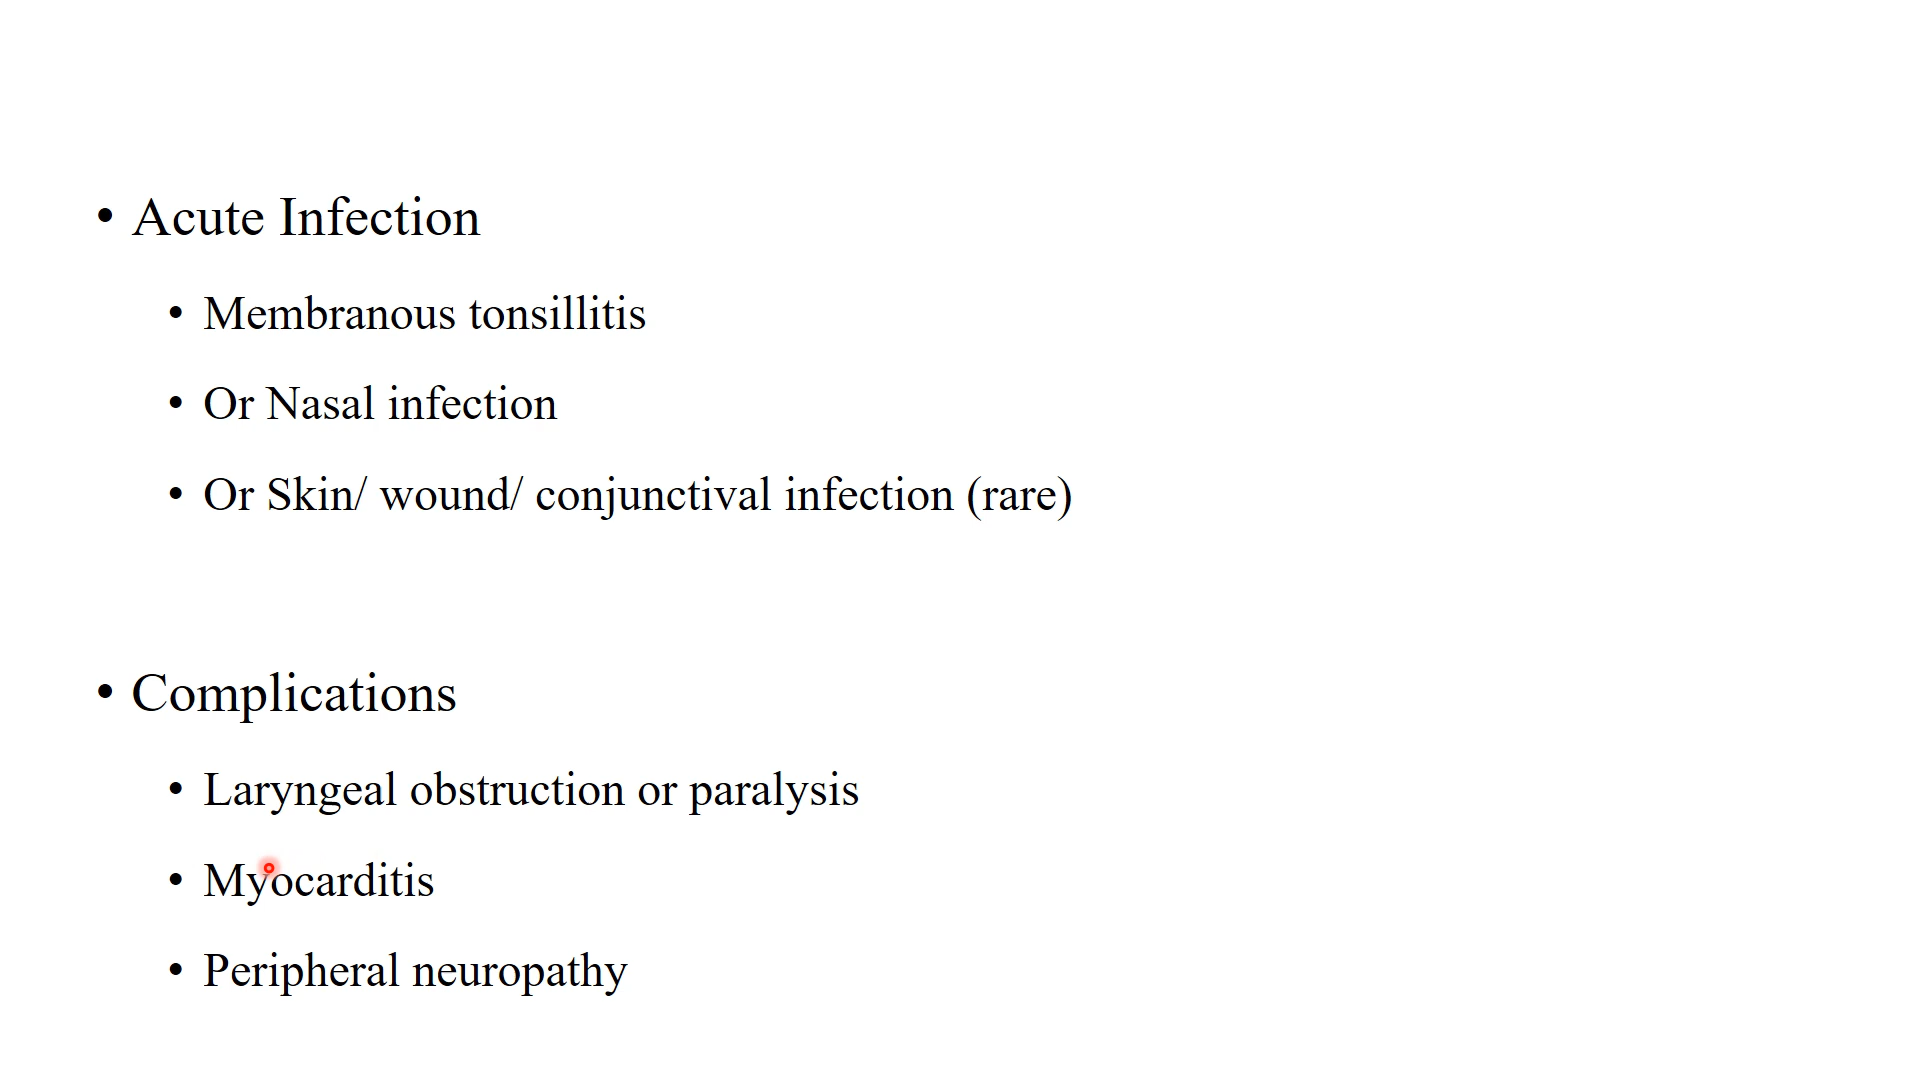 • Acute Infection
• Membranous tonsillitis
• Or Nasal infection
• Or Skin/ wound/ conjunctival infection (rare)
• Complications
• Laryngeal obstruction or paralysis
• Myocarditis
• Peripheral neuropathy